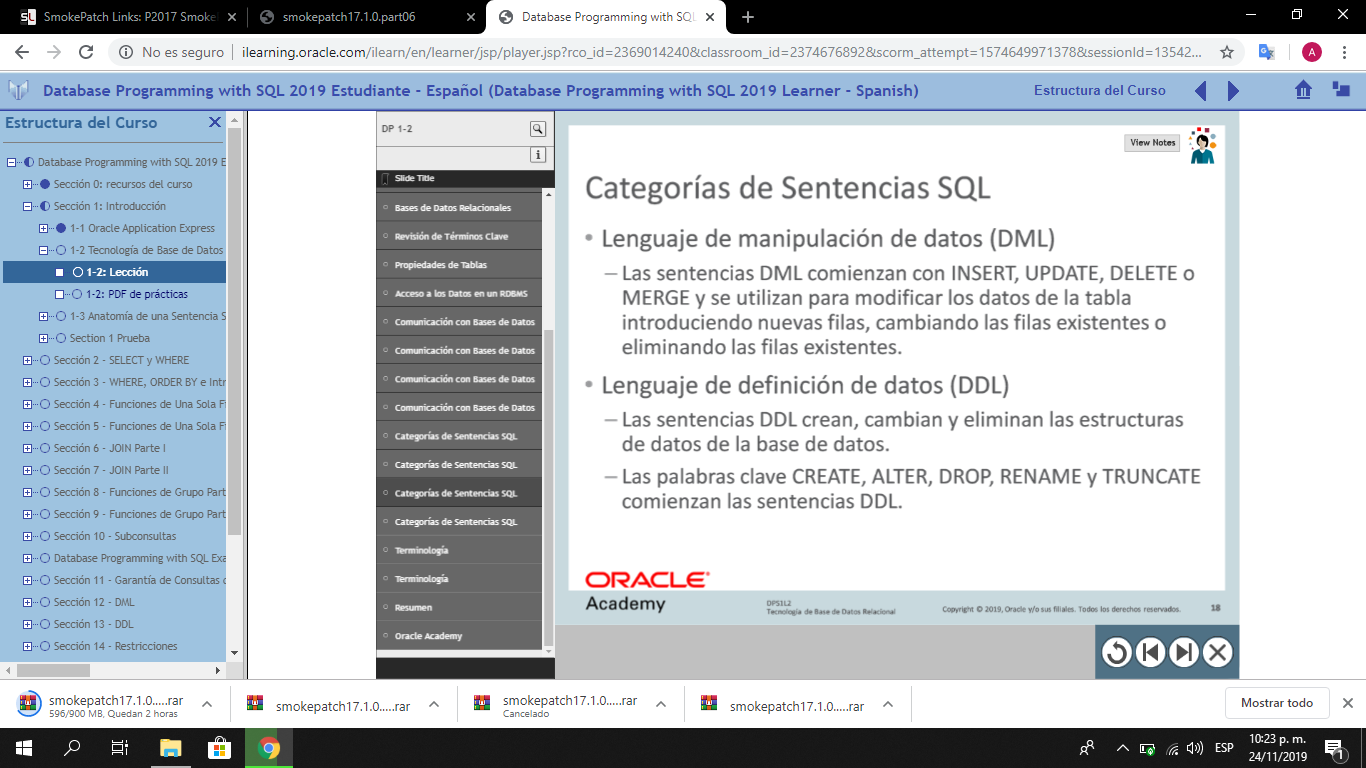 SmokePatch Links: P2017 Smoke
smokepatch17.1.0.part06
Database Programming with SQL
No es seguro
ilearning.oracle.com/ilearn/en/learner/jsp/player.jsp?rco_id=2369014240&classroom_id=2374676892&scorm_attempt=1574649971378&sessionId=13542...
A
Database Programming with SQL 2019 Estudiante - Español (Database Programming with SQL 2019 Learner - Spanish)
Estructura del Curso
Estructura del Curso
Database Programming with SQL 2019 E
Sección 0: recursos del curso
Sección 1: Introducción
1-1 Oracle Application Express
1-2 Tecnología de Base de Datos
1-2: Lección
1-2: PDF de prácticas
1-3 Anatomía de una Sentencia S
Section 1 Prueba
Sección 2 - SELECT y WHERE
Sección 3 - WHERE, ORDER BY e Intr
Sección 4 - Funciones de Una Sola Fi
Sección 5 - Funciones de Una Sola Fi
Sección 6 - JOIN Parte I
Sección 7 - JOIN Parte II
Sección 8 - Funciones de Grupo Part
Sección 9 - Funciones de Grupo Part
Sección 10 - Subconsultas
Database Programming with SQL Exa
Sección 11 - Garantía de Consultas d
Sección 12 - DML
Sección 13 - DDL
Sección 14 - Restricciones
DP 1-2
Slide Title
Bases de Datos Relacionales
Revisión de Términos Clave
Propiedades de Tablas
Acceso a los Datos en un RDBMS
Comunicación con Bases de Datos
Comunicación con Bases de Datos
Comunicación con Bases de Datos
Comunicación con Bases de Datos
Categorías de Sentencias SQL
Categorías de Sentencias SQL
Categorías de Sentencias SQL
Categorías de Sentencias SQL
Terminología
Terminología
Resumen
Oracle Academy
View Notes
Categorías de Sentencias SQL
• Lenguaje de manipulación de datos (DML)
– Las sentencias DML comienzan con INSERT, UPDATE, DELETE o
MERGE y se utilizan para modificar los datos de la tabla
introduciendo nuevas filas, cambiando las filas existentes o
eliminando las filas existentes.
• Lenguaje de definición de datos (DDL)
– Las sentencias DDL crean, cambian y eliminan las estructuras
de datos de la base de datos.
– Las palabras clave CREATE, ALTER, DROP, RENAME y TRUNCATE
comienzan las sentencias DDL.
ORACLE
Academy
DPS1L2
Tecnología de Base de Datos Relacional
Copyright © 2019, Oracle y/o sus filiales. Todos los derechos reservados.
18
smokepatch17.1.0.....rar
596/900 MB, Quedan 2 horas
smokepatch17.1.0.....rar
smokepatch17.1.0.....rar
Cancelado
smokepatch17.1.0.....rar
Mostrar todo
ESP
10:23 p. m.
24/11/2019
1